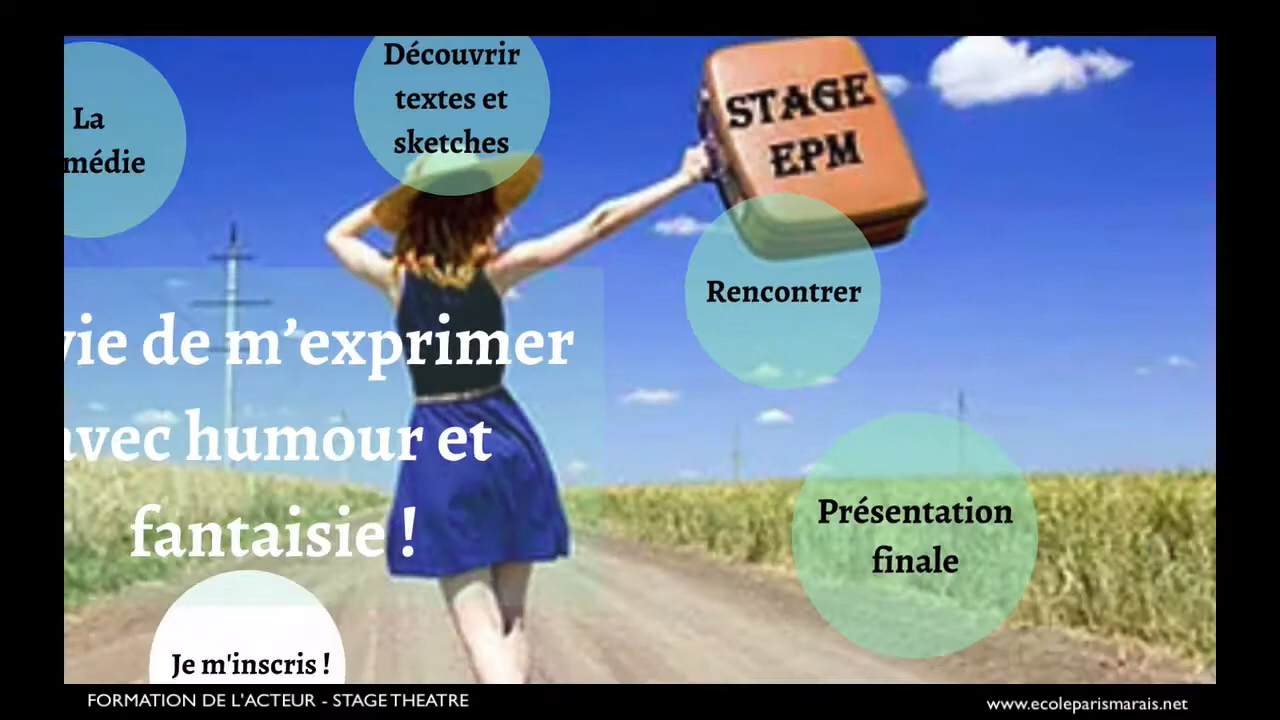 Découvrir
textes et
sketches
La
médie
STAGE
EPM
Rencontrer
vie de m’exprimer
avec humour et
fantaisie !
Présentation
finale
Je m'inscris !
FORMATION DE L'ACTEUR - STAGE THEATRE
www.ecoleparismarais.net